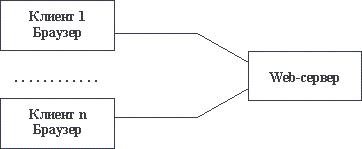 Клиент 1
Браузер
............
Web-сервер
Клиент n
Браузер